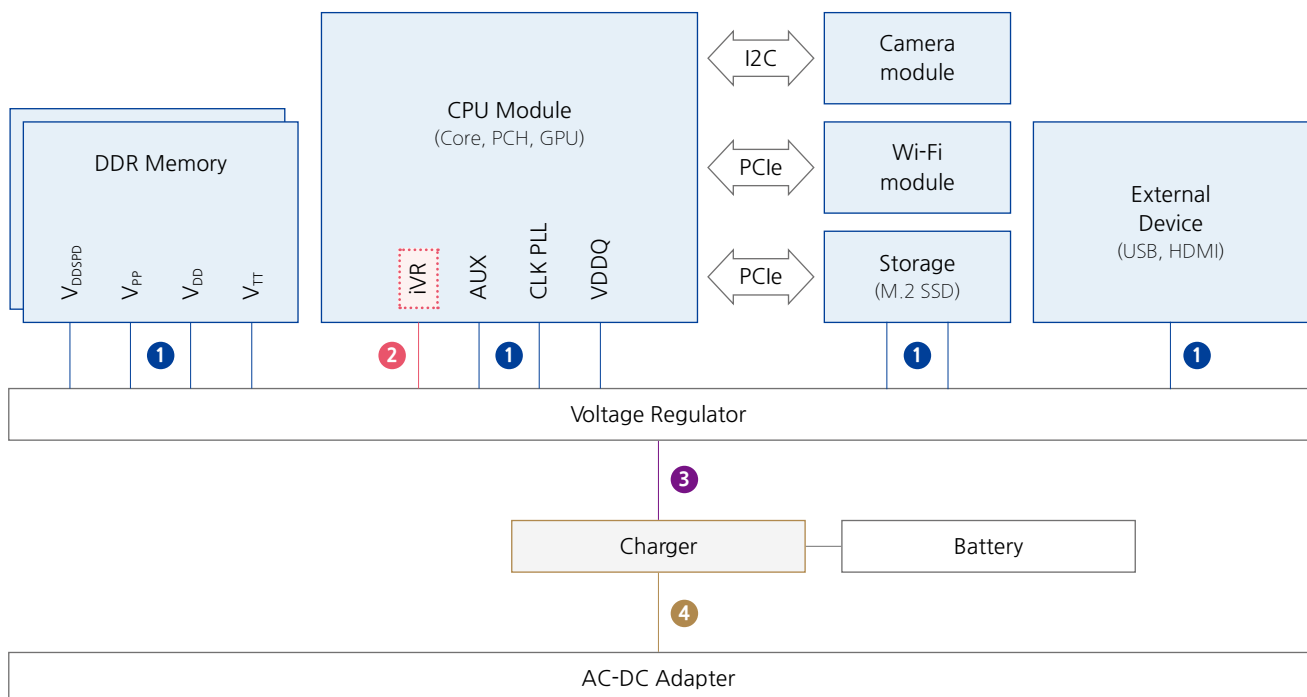 CPU Module
(Core, PCH, GPU)
I2C
Camera
module
DDR Memory
PCIe
Wi-Fi
module
External
Device
(USB, HDMI)
PCIe
Storage
(M.2 SSD)
VDDSPD
VPP
VDD
VTT
iVR
AUX
CLK PLL
VDDQ
1
2
1
1
1
Voltage Regulator
3
Charger
Battery
4
AC-DC Adapter